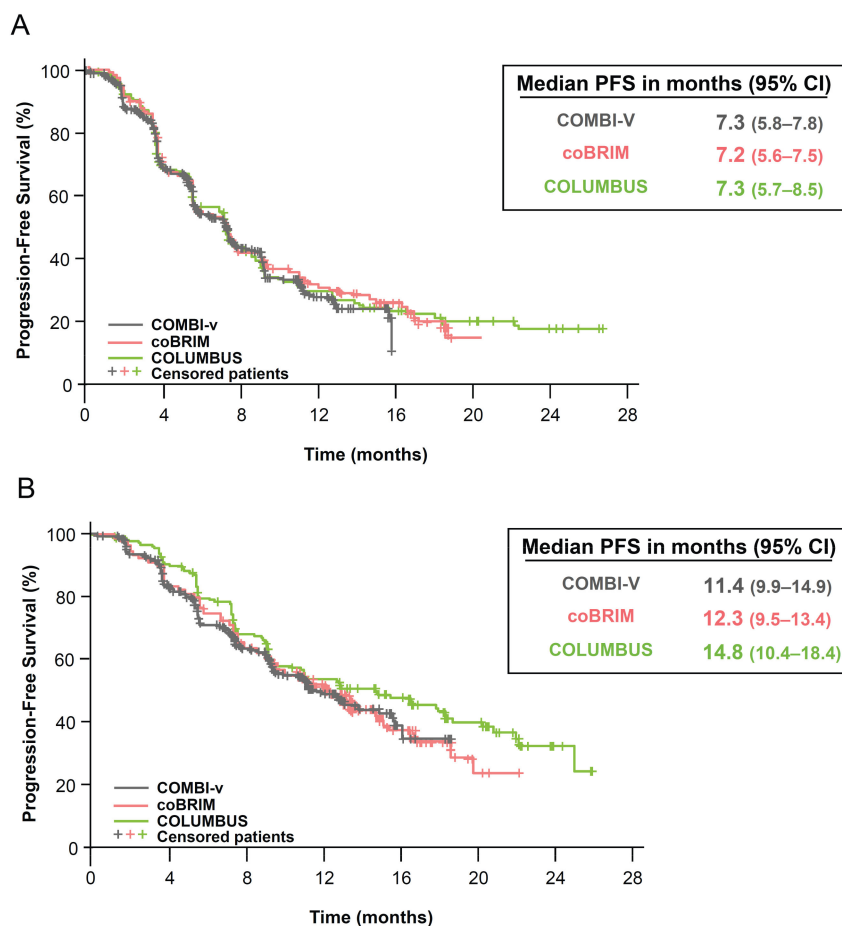 A
Progression-Free Survival (%)
100
80
60
40
20
0
Median PFS in months (95% CI)
COMBI-V 7.3 (5.8–7.8)
coBRIM 7.2 (5.6–7.5)
COLUMBUS 7.3 (5.7–8.5)
COMBI-v
coBRIM
COLUMBUS
Censored patients
0 4 8 12 16 20 24 28
Time (months)
B
Progression-Free Survival (%)
100
80
60
40
20
0
Median PFS in months (95% CI)
COMBI-V 11.4 (9.9–14.9)
coBRIM 12.3 (9.5–13.4)
COLUMBUS 14.8 (10.4–18.4)
COMBI-v
coBRIM
COLUMBUS
Censored patients
0 4 8 12 16 20 24 28
Time (months)